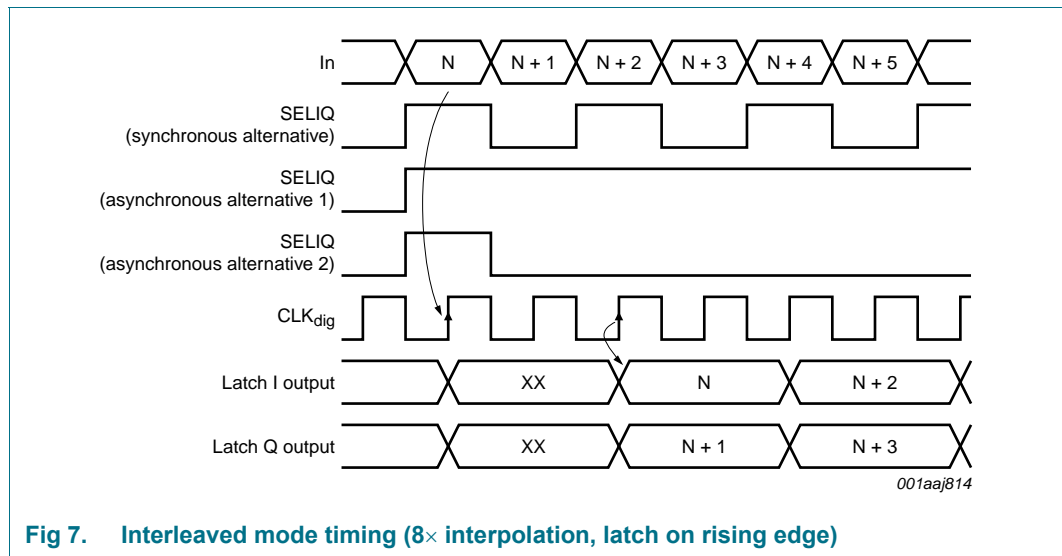 In
N
N + 1
N + 2
N + 3
N + 4
N + 5
SELIQ
(synchronous alternative)
SELIQ
(asynchronous alternative 1)
SELIQ
(asynchronous alternative 2)
CLKdig
Latch I output
XX
N
N + 2
Latch Q output
XX
N + 1
N + 3
001aaj814
Fig 7. Interleaved mode timing (8× interpolation, latch on rising edge)